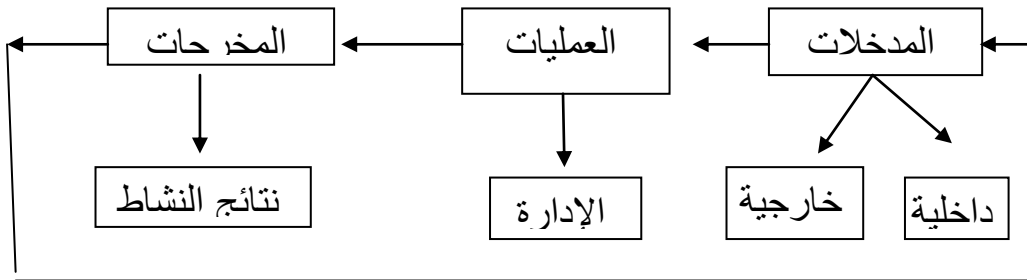 المدخلات
العمليات
المخرجات
داخلية
خارجية
الإدارة
نتائج النشاط